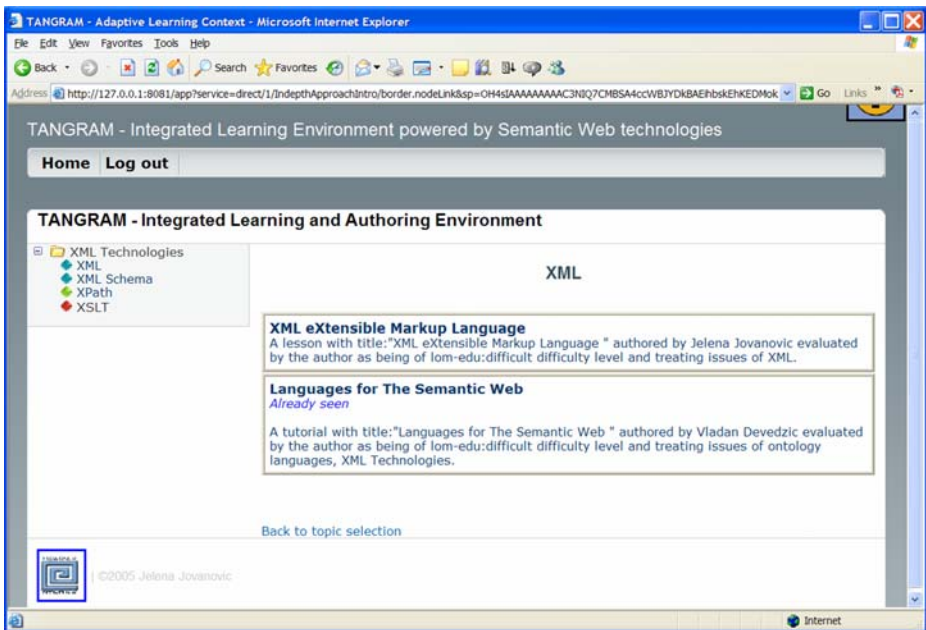 TANGRAM - Adaptive Learning Context - Microsoft Internet Explorer
File Edit View Favorites Tools Help
Back Search Favorites
Address http://127.0.0.1:8081/app?service=direct/1/IndepthApproachIntro/border.nodeLink&sp= Go Links »
TANGRAM - Integrated Learning Environment powered by Semantic Web technologies
Home Log out
TANGRAM - Integrated Learning and Authoring Environment
XML Technologies
XML
XML Schema
XPath
XSLT
XML
XML eXtensible Markup Language
A lesson with title:"XML eXtensible Markup Language " authored by Jelena Jovanovic evaluated
by the author as being of lom-edu:difficult difficulty level and treating issues of XML.
Languages for The Semantic Web
Already seen
A tutorial with title:"Languages for The Semantic Web " authored by Vladan Devedzic evaluated
by the author as being of lom-edu:difficult difficulty level and treating issues of ontology
languages, XML Technologies.
Back to topic selection
| ©2005 Jelena Jovanovic
Internet